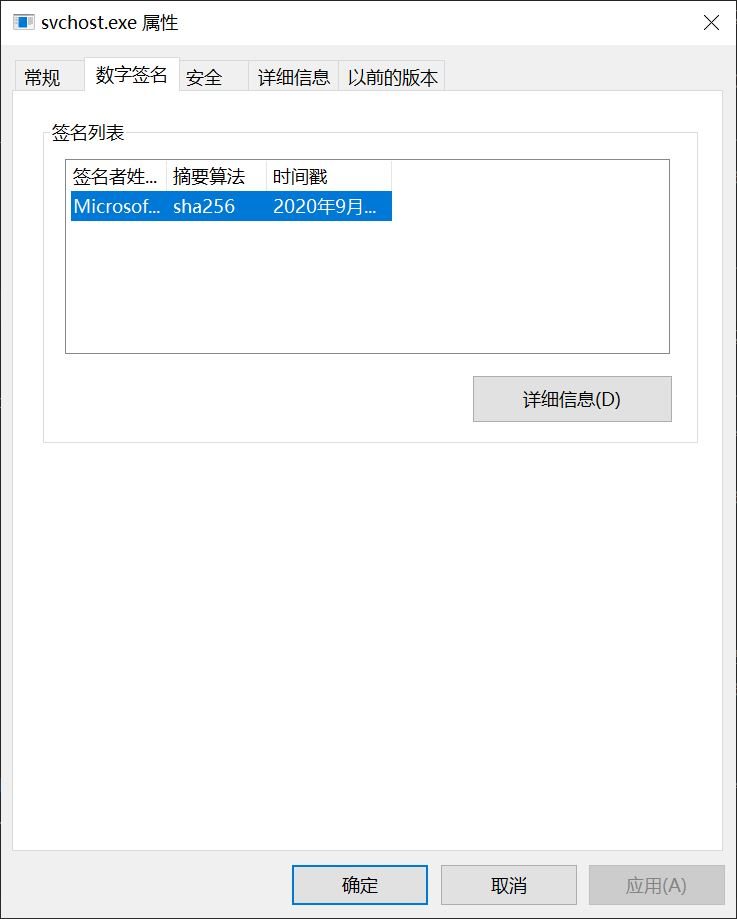 svchost.exe 属性
常规 数字签名 安全 详细信息 以前的版本
签名列表
签名者姓... 摘要算法 时间戳
Microsof... sha256 2020年9月...
详细信息(D)
确定 取消 应用(A)